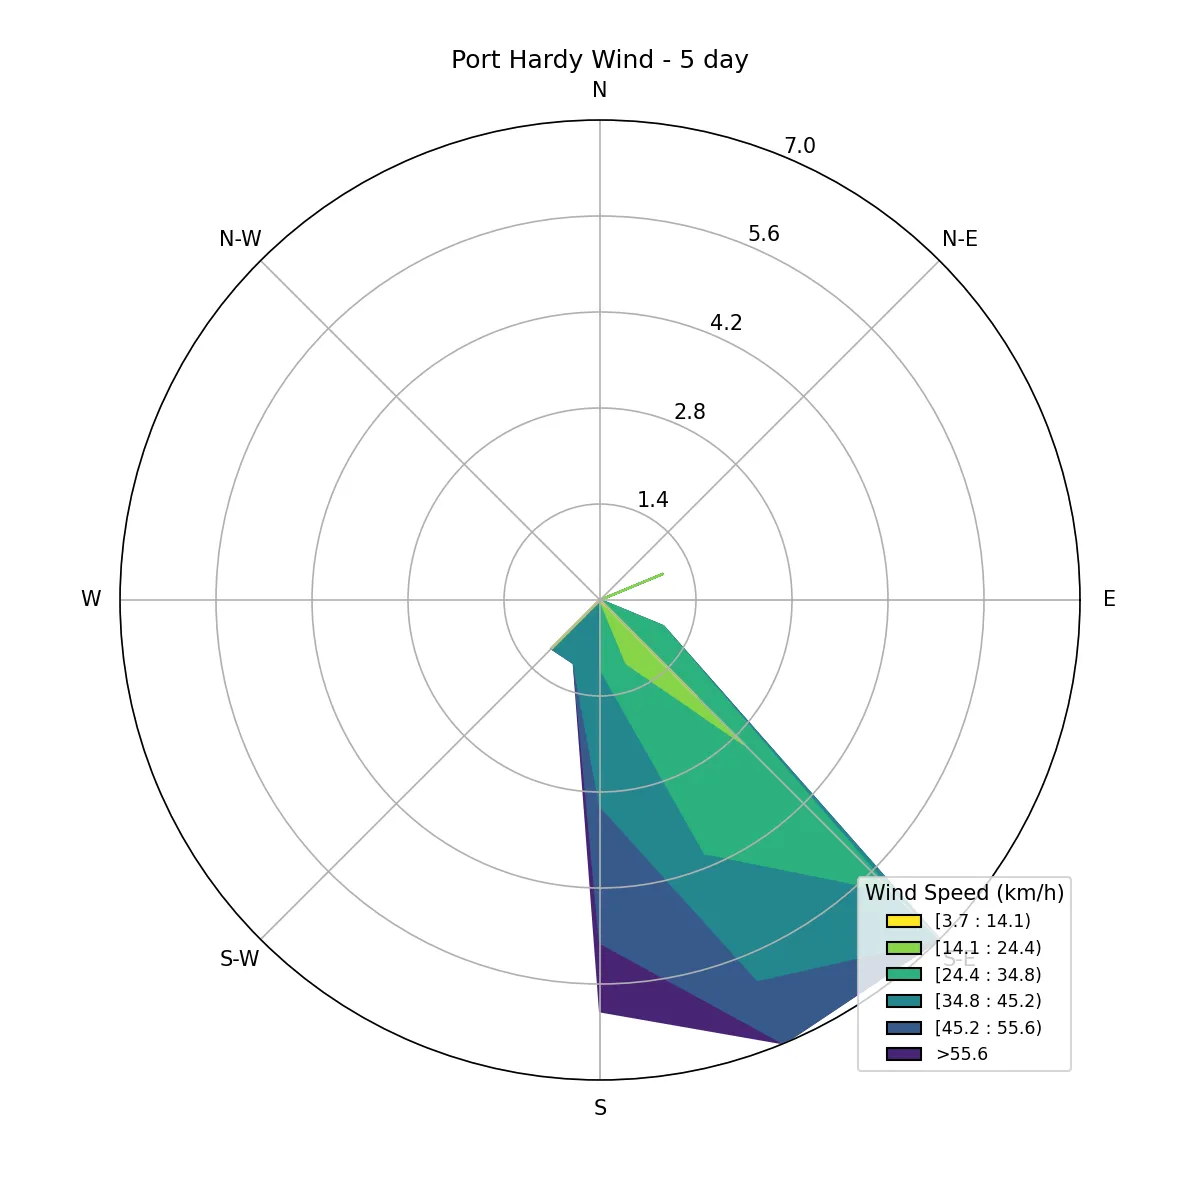 Port Hardy Wind - 5 day
N
7.0
N-W
5.6
N-E
4.2
2.8
1.4
W
E
Wind Speed (km/h)
[3.7 : 14.1)
[14.1 : 24.4)
[24.4 : 34.8)
[34.8 : 45.2)
[45.2 : 55.6)
>55.6
S-W
S-E
S